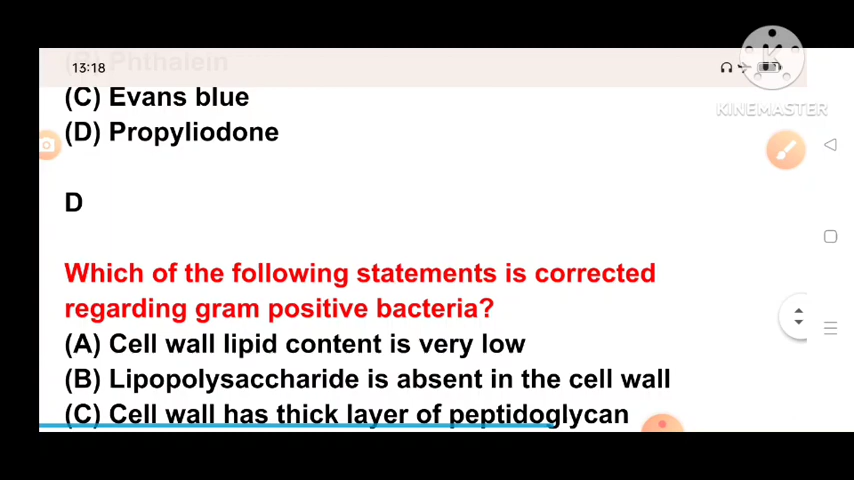 (B) Phthalein
13:18
KINEMASTER
(C) Evans blue
(D) Propyliodone
D
Which of the following statements is corrected
regarding gram positive bacteria?
(A) Cell wall lipid content is very low
(B) Lipopolysaccharide is absent in the cell wall
(C) Cell wall has thick layer of peptidoglycan